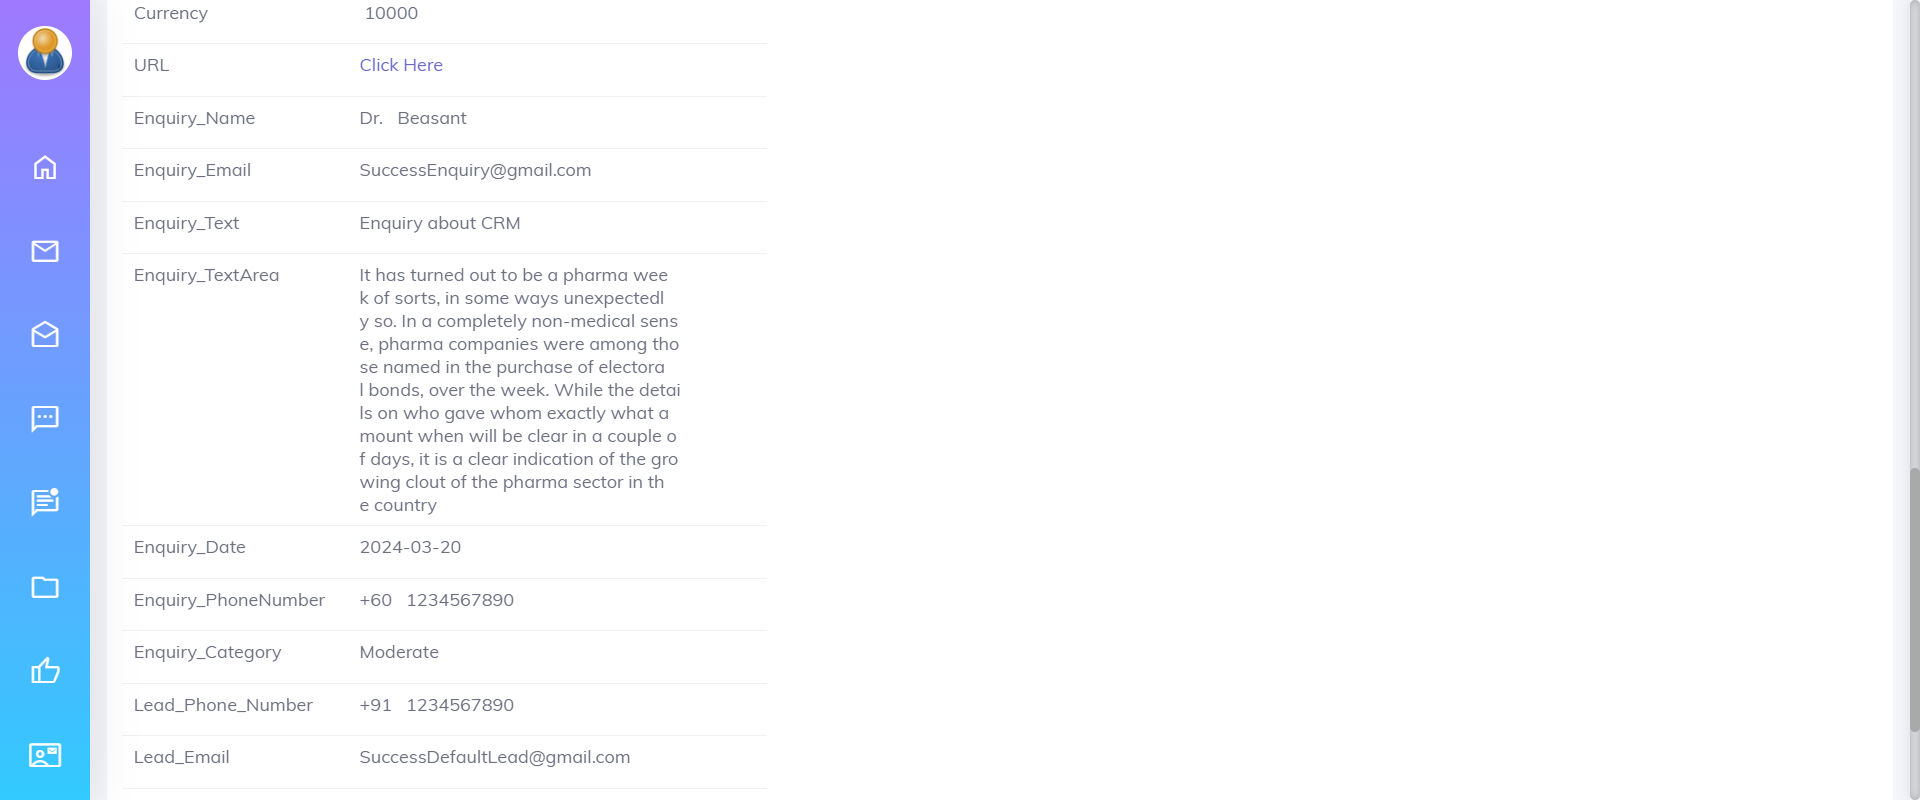 Currency 10000
URL Click Here
Enquiry_Name Dr. Beasant
Enquiry_Email SuccessEnquiry@gmail.com
Enquiry_Text Enquiry about CRM
Enquiry_TextArea It has turned out to be a pharma wee
k of sorts, in some ways unexpectedl
y so. In a completely non-medical sens
e, pharma companies were among tho
se named in the purchase of electora
l bonds, over the week. While the detai
ls on who gave whom exactly what a
mount when will be clear in a couple o
f days, it is a clear indication of the gro
wing clout of the pharma sector in th
e country
Enquiry_Date 2024-03-20
Enquiry_PhoneNumber +60 1234567890
Enquiry_Category Moderate
Lead_Phone_Number +91 1234567890
Lead_Email SuccessDefaultLead@gmail.com